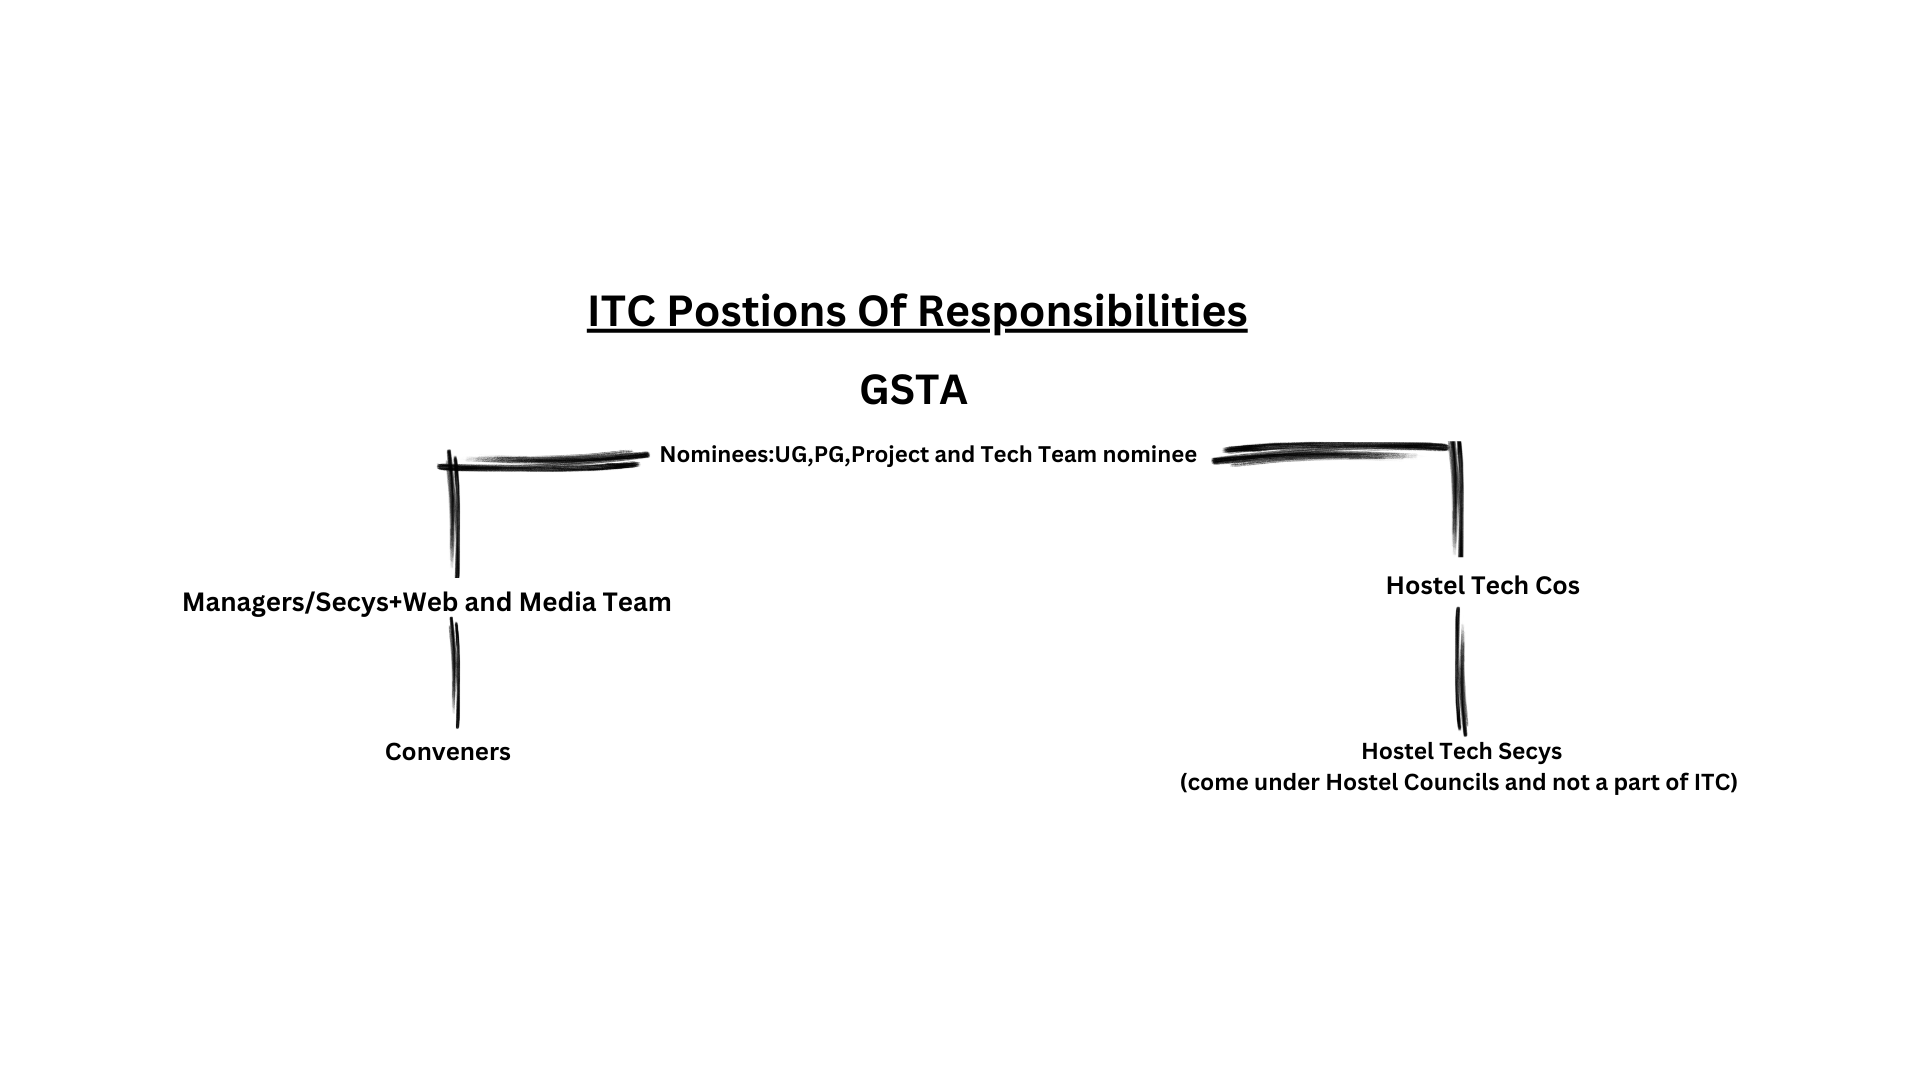 ITC Postions Of Responsibilities
GSTA
Nominees:UG,PG,Project and Tech Team nominee
Managers/Secys+Web and Media Team
Hostel Tech Cos
Conveners
Hostel Tech Secys
(come under Hostel Councils and not a part of ITC)